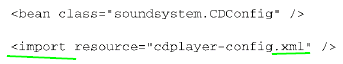 <bean class="soundsystem.CDConfig" />
<import resource="cdplayer-config.xml" />